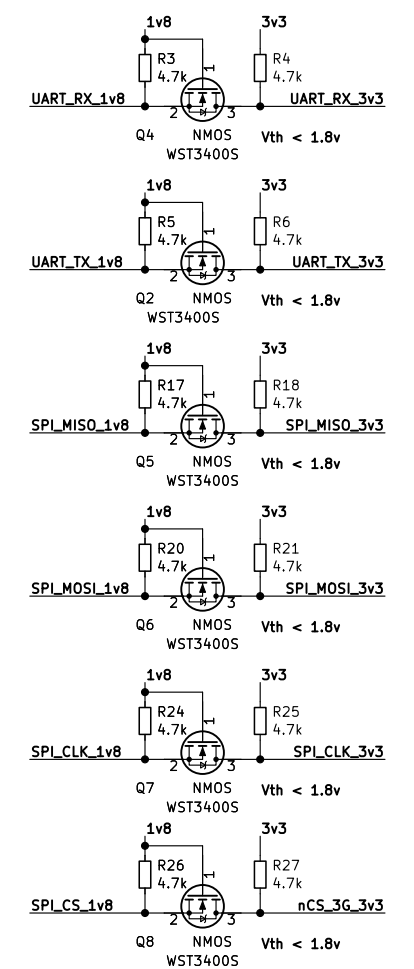 1v8 3v3
R3 R4
4.7k 4.7k
1
UART_RX_1v8 UART_RX_3v3
2 3
Q4 NMOS Vth < 1.8v
WST3400S
1v8 3v3
R5 R6
4.7k 4.7k
1
UART_TX_1v8 UART_TX_3v3
2 3
Q2 NMOS Vth < 1.8v
WST3400S
1v8 3v3
R17 R18
4.7k 4.7k
1
SPI_MISO_1v8 SPI_MISO_3v3
2 3
Q5 NMOS Vth < 1.8v
WST3400S
1v8 3v3
R20 R21
4.7k 4.7k
1
SPI_MOSI_1v8 SPI_MOSI_3v3
2 3
Q6 NMOS Vth < 1.8v
WST3400S
1v8 3v3
R24 R25
4.7k 4.7k
1
SPI_CLK_1v8 SPI_CLK_3v3
2 3
Q7 NMOS Vth < 1.8v
WST3400S
1v8 3v3
R26 R27
4.7k 4.7k
1
SPI_CS_1v8 nCS_3G_3v3
2 3
Q8 NMOS Vth < 1.8v
WST3400S